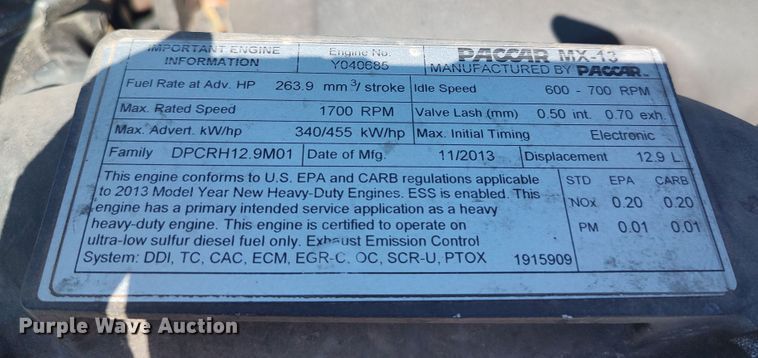 IMPORTANT ENGINE INFORMATION
Engine No. Y040685
PACCAR MX-13
MANUFACTURED BY PACCAR INC
Fuel Rate at Adv. HP 263.9 mm3/ stroke
Idle Speed 600 - 700 RPM
Max. Rated Speed 1700 RPM
Valve Lash (mm) 0.50 int. 0.70 exh.
Max. Advert. kW/hp 340/455 kW/hp
Max. Initial Timing Electronic
Family DPCRH12.9M01
Date of Mfg. 11/2013
Displacement 12.9 L
This engine conforms to U.S. EPA and CARB regulations applicable
to 2013 Model Year New Heavy-Duty Engines. ESS is enabled. This
engine has a primary intended service application as a heavy
heavy-duty engine. This engine is certified to operate on
ultra-low sulfur diesel fuel only. Exhaust Emission Control
System: DDI, TC, CAC, ECM, EGR-C, OC, SCR-U, PTOX 1915909
STD EPA CARB
NOx 0.20 0.20
PM 0.01 0.01
Purple Wave Auction